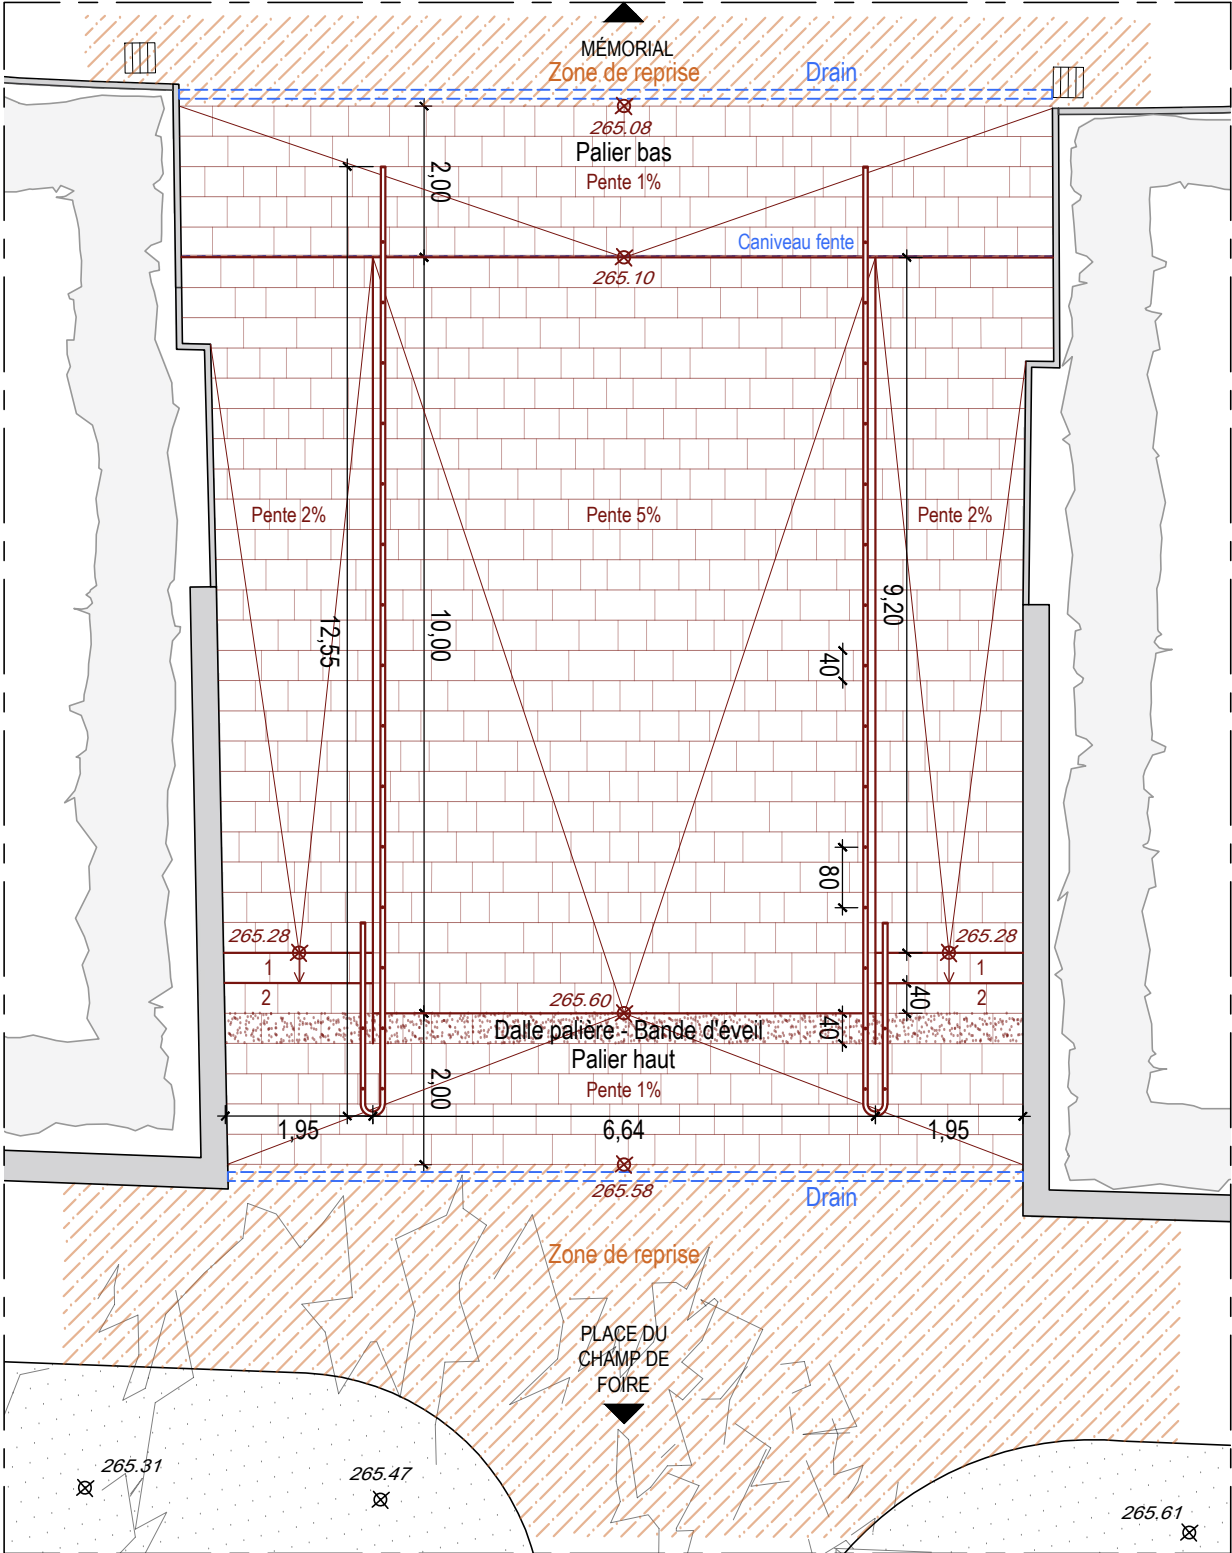 MÉMORIAL
Zone de reprise
Drain
265.08
Palier bas
Pente 1%
2,00
Caniveau fente
265.10
Pente 2%
Pente 5%
Pente 2%
12,55
10,00
9,20
40
80
265.28
265.28
1
1
2
2
40
265.60
Dalle palière - Bande d'éveil
40
Palier haut
Pente 1%
2,00
1,95
6,64
1,95
265.58
Drain
Zone de reprise
PLACE DU
CHAMP DE
FOIRE
265.31
265.47
265.61